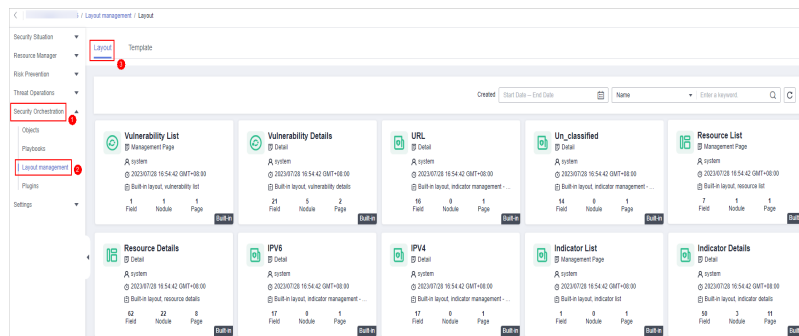 / Layout management / Layout
Security Situation
Resource Manager
Risk Prevention
Threat Operations
Security Orchestration
1
Objects
Playbooks
Layout management
2
Plugins
Settings
Layout
Template
3
Created
Start Date – End Date
Name
Enter a keyword.
Vulnerability List
Management Page
system
2023/07/28 16:54:42 GMT+08:00
Built-in layout, vulnerability list
1 1 1
Field Nodule Page
Built-in
Vulnerability Details
Detail
system
2023/07/28 16:54:42 GMT+08:00
Built-in layout, vulnerability details
21 5 2
Field Nodule Page
Built-in
URL
Detail
system
2023/07/28 16:54:42 GMT+08:00
Built-in layout, indicator management - ...
16 0 1
Field Nodule Page
Built-in
Un_classified
Detail
system
2023/07/28 16:54:42 GMT+08:00
Built-in layout, indicator management - ...
14 0 1
Field Nodule Page
Built-in
Resource List
Management Page
system
2023/07/28 16:54:42 GMT+08:00
Built-in layout, resource list
7 1 1
Field Nodule Page
Built-in
Resource Details
Detail
system
2023/07/28 16:54:42 GMT+08:00
Built-in layout, resource details
62 22 8
Field Nodule Page
Built-in
IPV6
Detail
system
2023/07/28 16:54:42 GMT+08:00
Built-in layout, indicator management - ...
17 0 1
Field Nodule Page
Built-in
IPV4
Detail
system
2023/07/28 16:54:42 GMT+08:00
Built-in layout, indicator management - ...
17 0 1
Field Nodule Page
Built-in
Indicator List
Management Page
system
2023/07/28 16:54:42 GMT+08:00
Built-in layout, indicator list
1 0 1
Field Nodule Page
Built-in
Indicator Details
Detail
system
2023/07/28 16:54:42 GMT+08:00
Built-in layout, indicator details
50 3 11
Field Nodule Page
Built-in